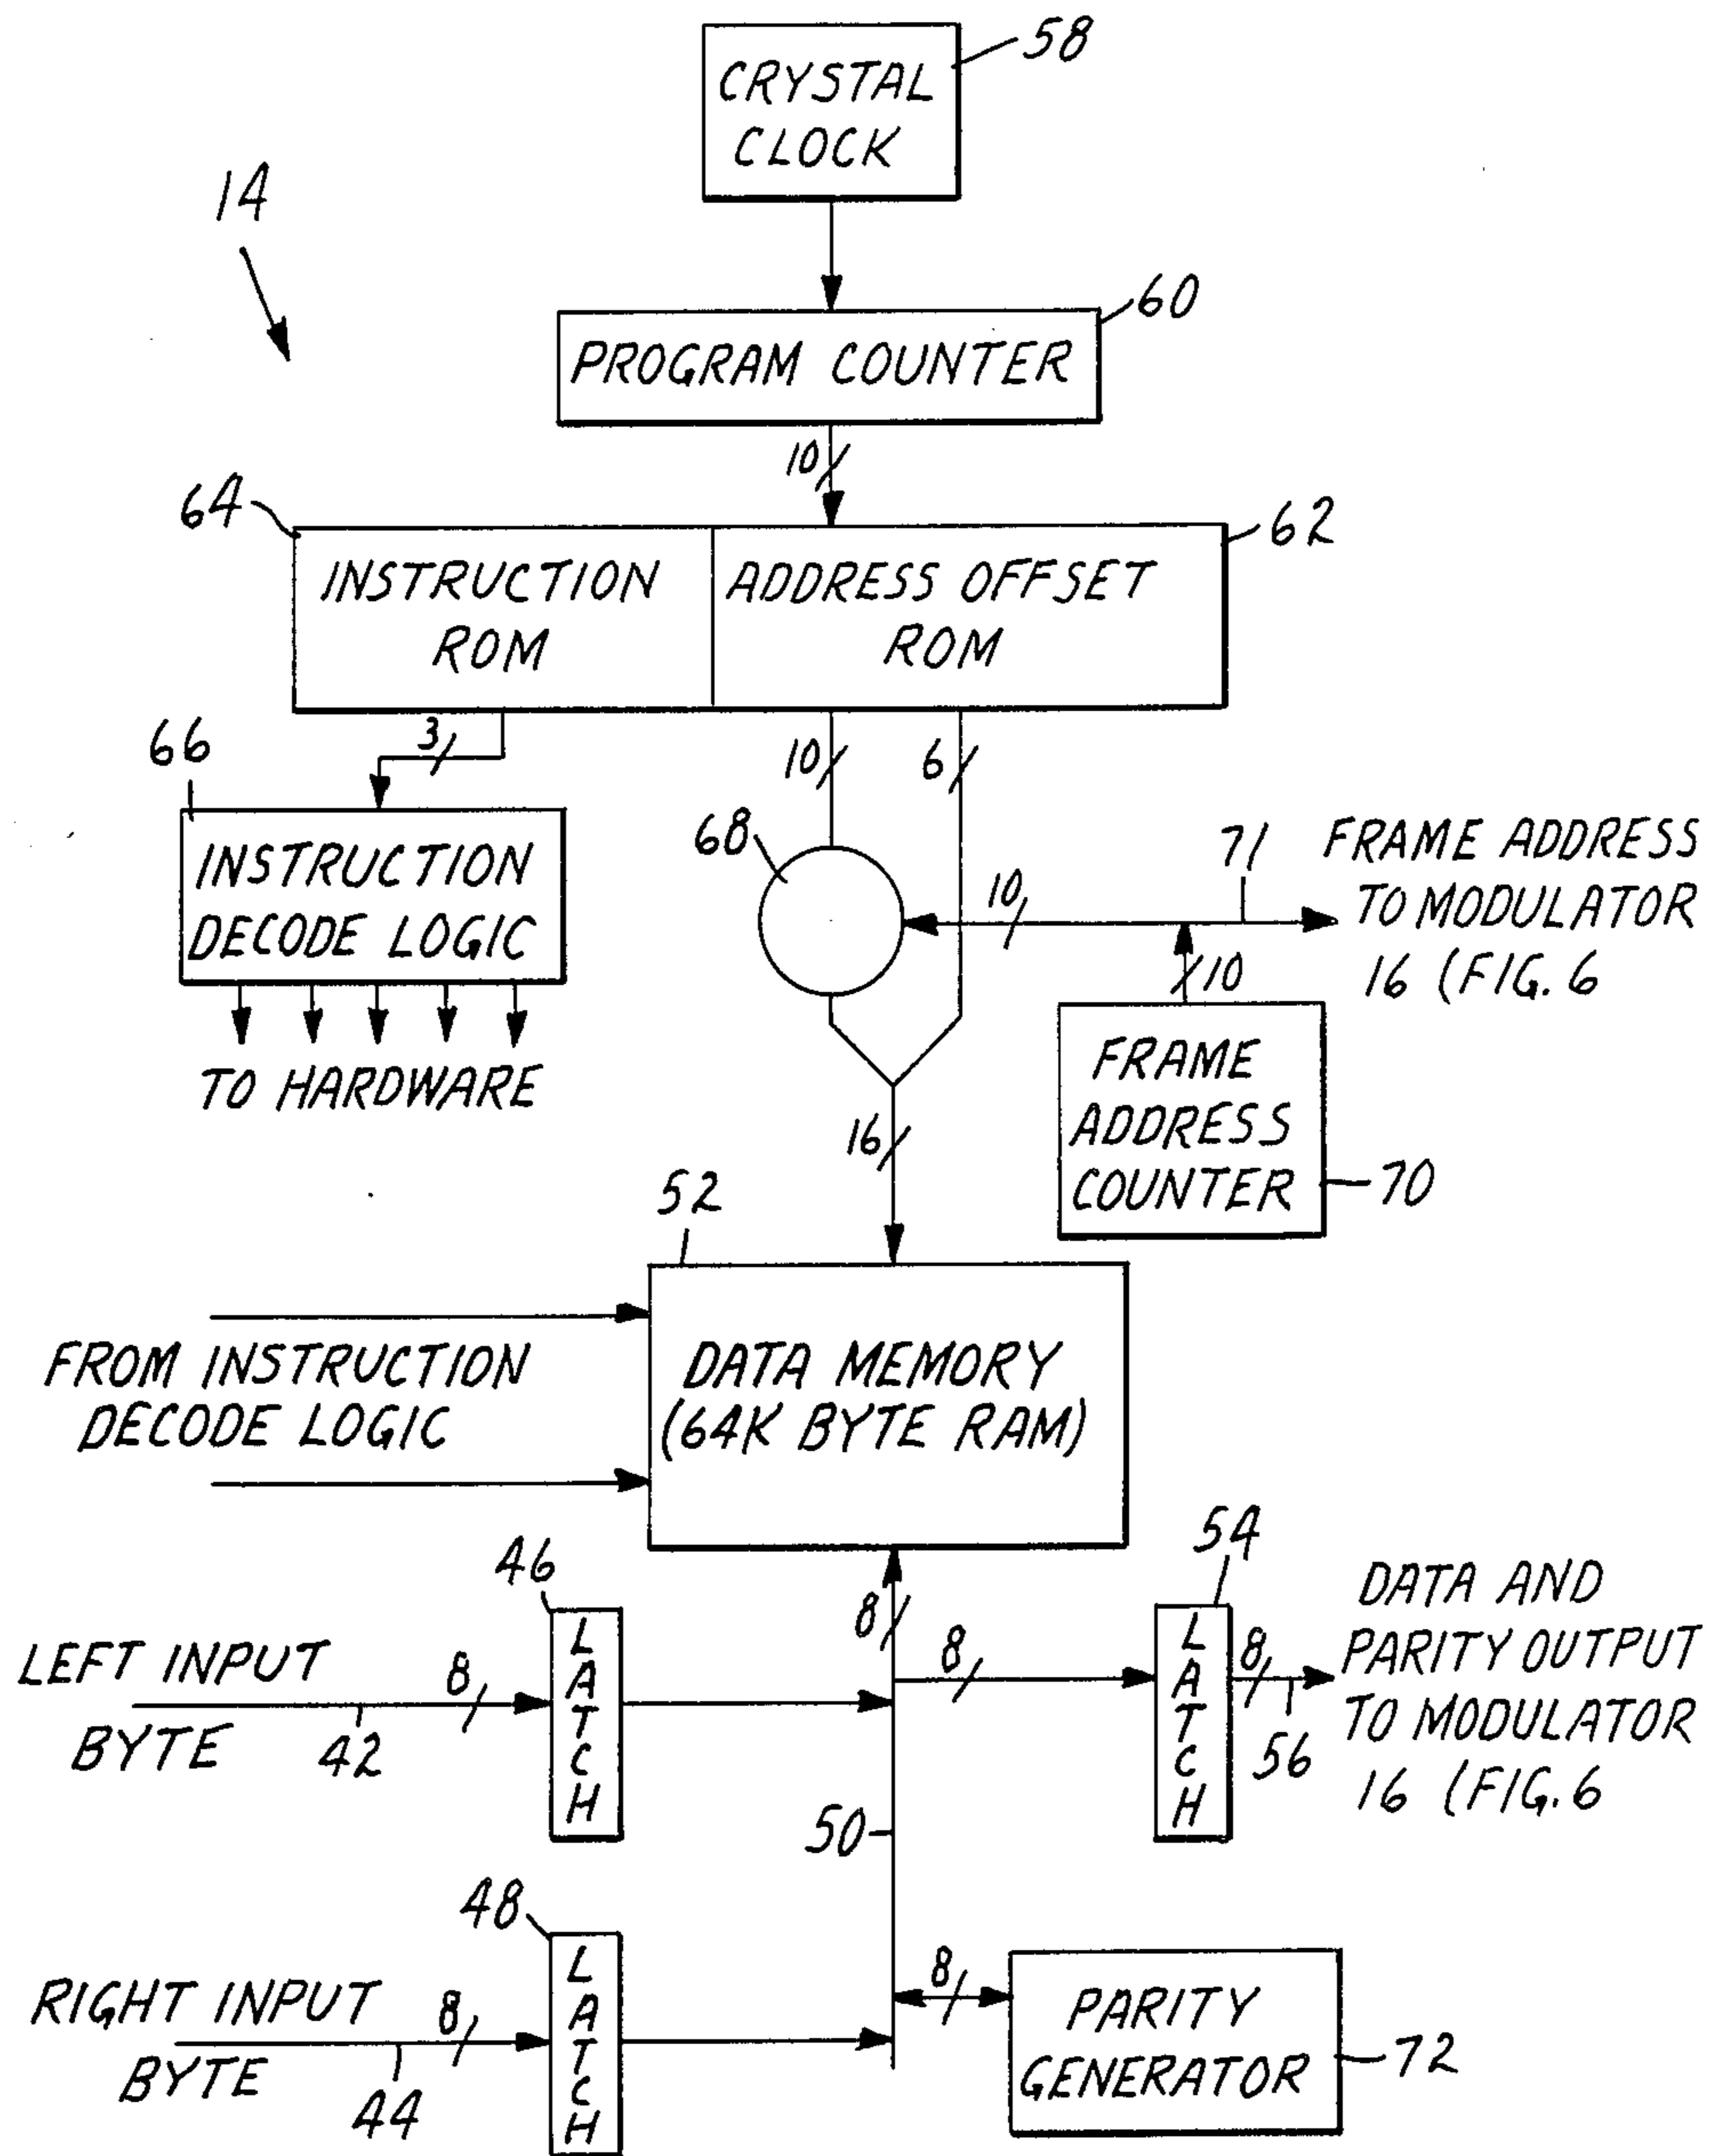 58
CRYSTAL
CLOCK
14
60
PROGRAM COUNTER
10
64
62
INSTRUCTION
ROM
ADDRESS OFFSET
ROM
66
3
10
6
INSTRUCTION
DECODE LOGIC
68
10
71
FRAME ADDRESS
TO MODULATOR
16 (FIG. 6
10
TO HARDWARE
FRAME
ADDRESS
COUNTER
70
16
52
FROM INSTRUCTION
DECODE LOGIC
DATA MEMORY
(64K BYTE RAM)
46
54
8
LEFT INPUT
BYTE
8
42
LATCH
8
LATCH
8
56
DATA AND
PARITY OUTPUT
TO MODULATOR
16 (FIG. 6
50
48
RIGHT INPUT
BYTE
8
44
LATCH
8
PARITY
GENERATOR
72